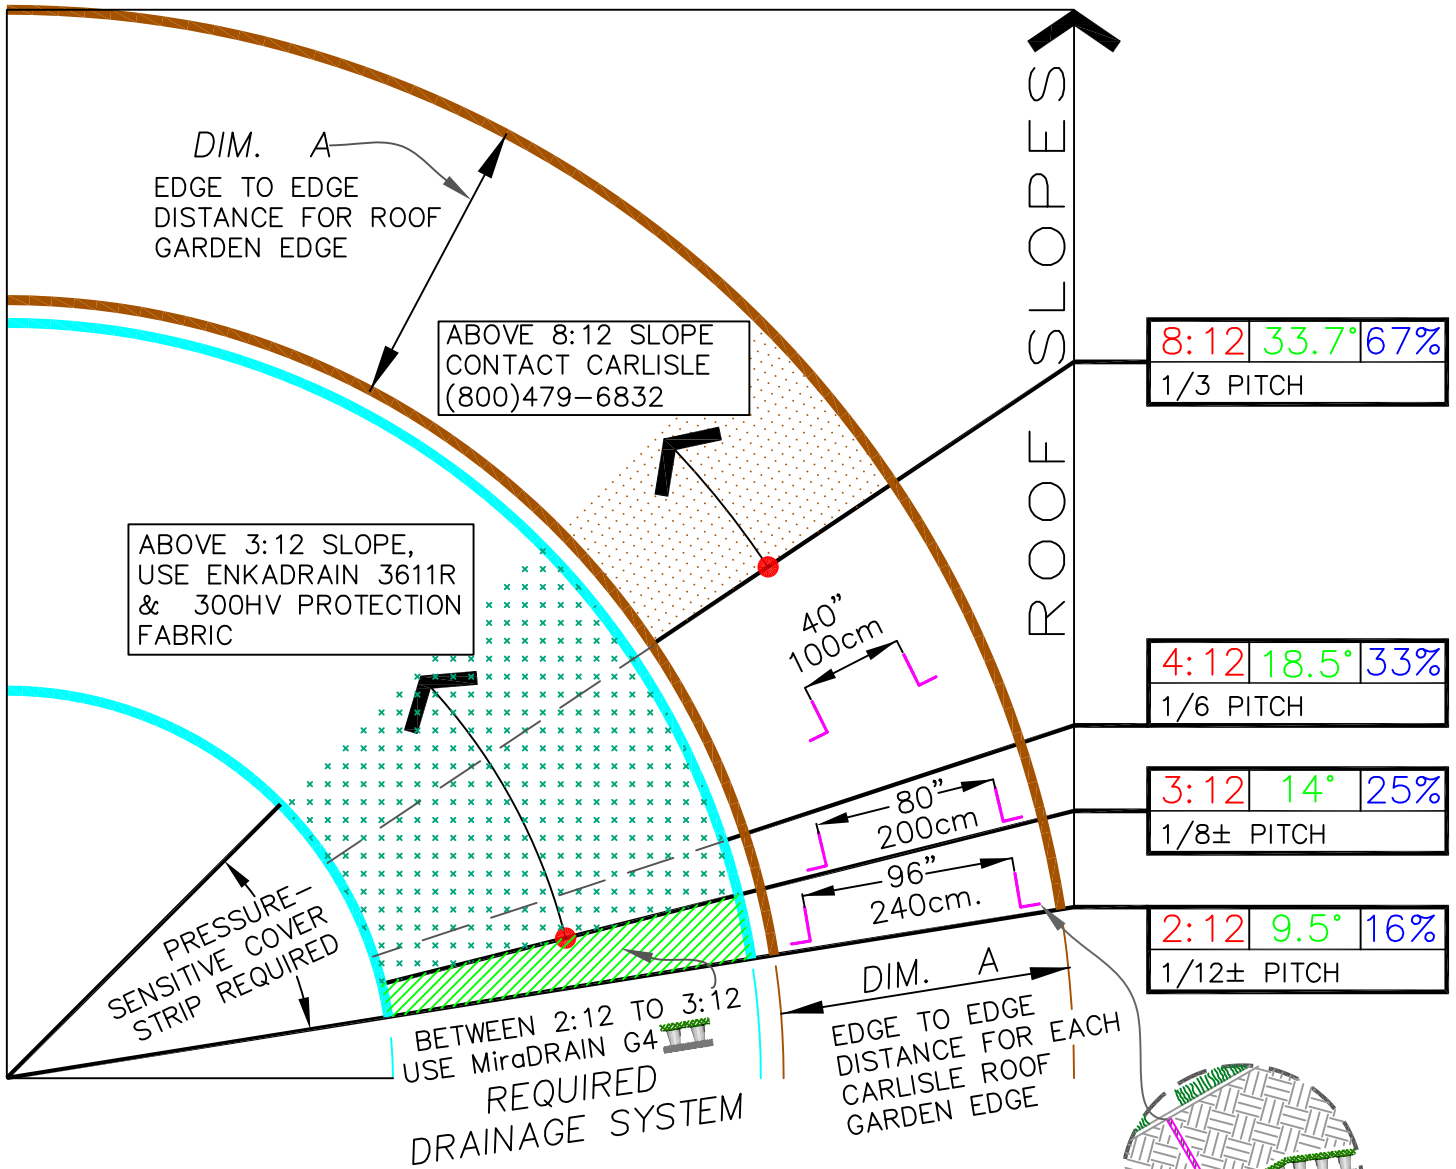 DIM. A
EDGE TO EDGE
DISTANCE FOR ROOF
GARDEN EDGE
ROOF SLOPES
ABOVE 8:12 SLOPE
CONTACT CARLISLE
(800)479-6832
8:12 33.7° 67%
1/3 PITCH
ABOVE 3:12 SLOPE,
USE ENKADRAIN 3611R
& 300HV PROTECTION
FABRIC
40"
100cm
4:12 18.5° 33%
1/6 PITCH
80"
200cm
3:12 14° 25%
1/8± PITCH
96"
240cm.
2:12 9.5° 16%
1/12± PITCH
PRESSURE-
SENSITIVE COVER
STRIP REQUIRED
BETWEEN 2:12 TO 3:12
USE MiraDRAIN G4
REQUIRED
DRAINAGE SYSTEM
DIM. A
EDGE TO EDGE
DISTANCE FOR EACH
CARLISLE ROOF
GARDEN EDGE